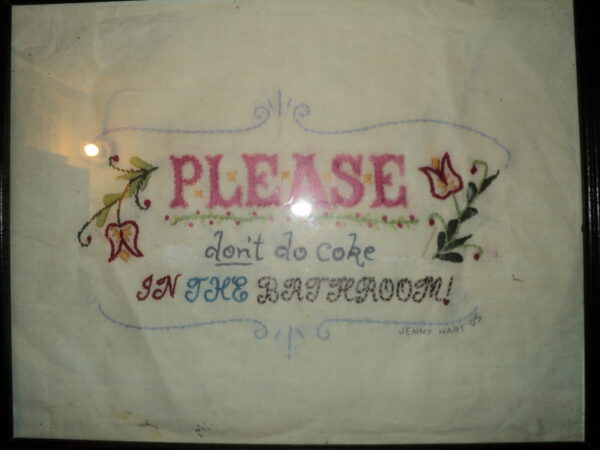 PLEASE
don't do coke
IN THE BATHROOM!
JENNY HART '05